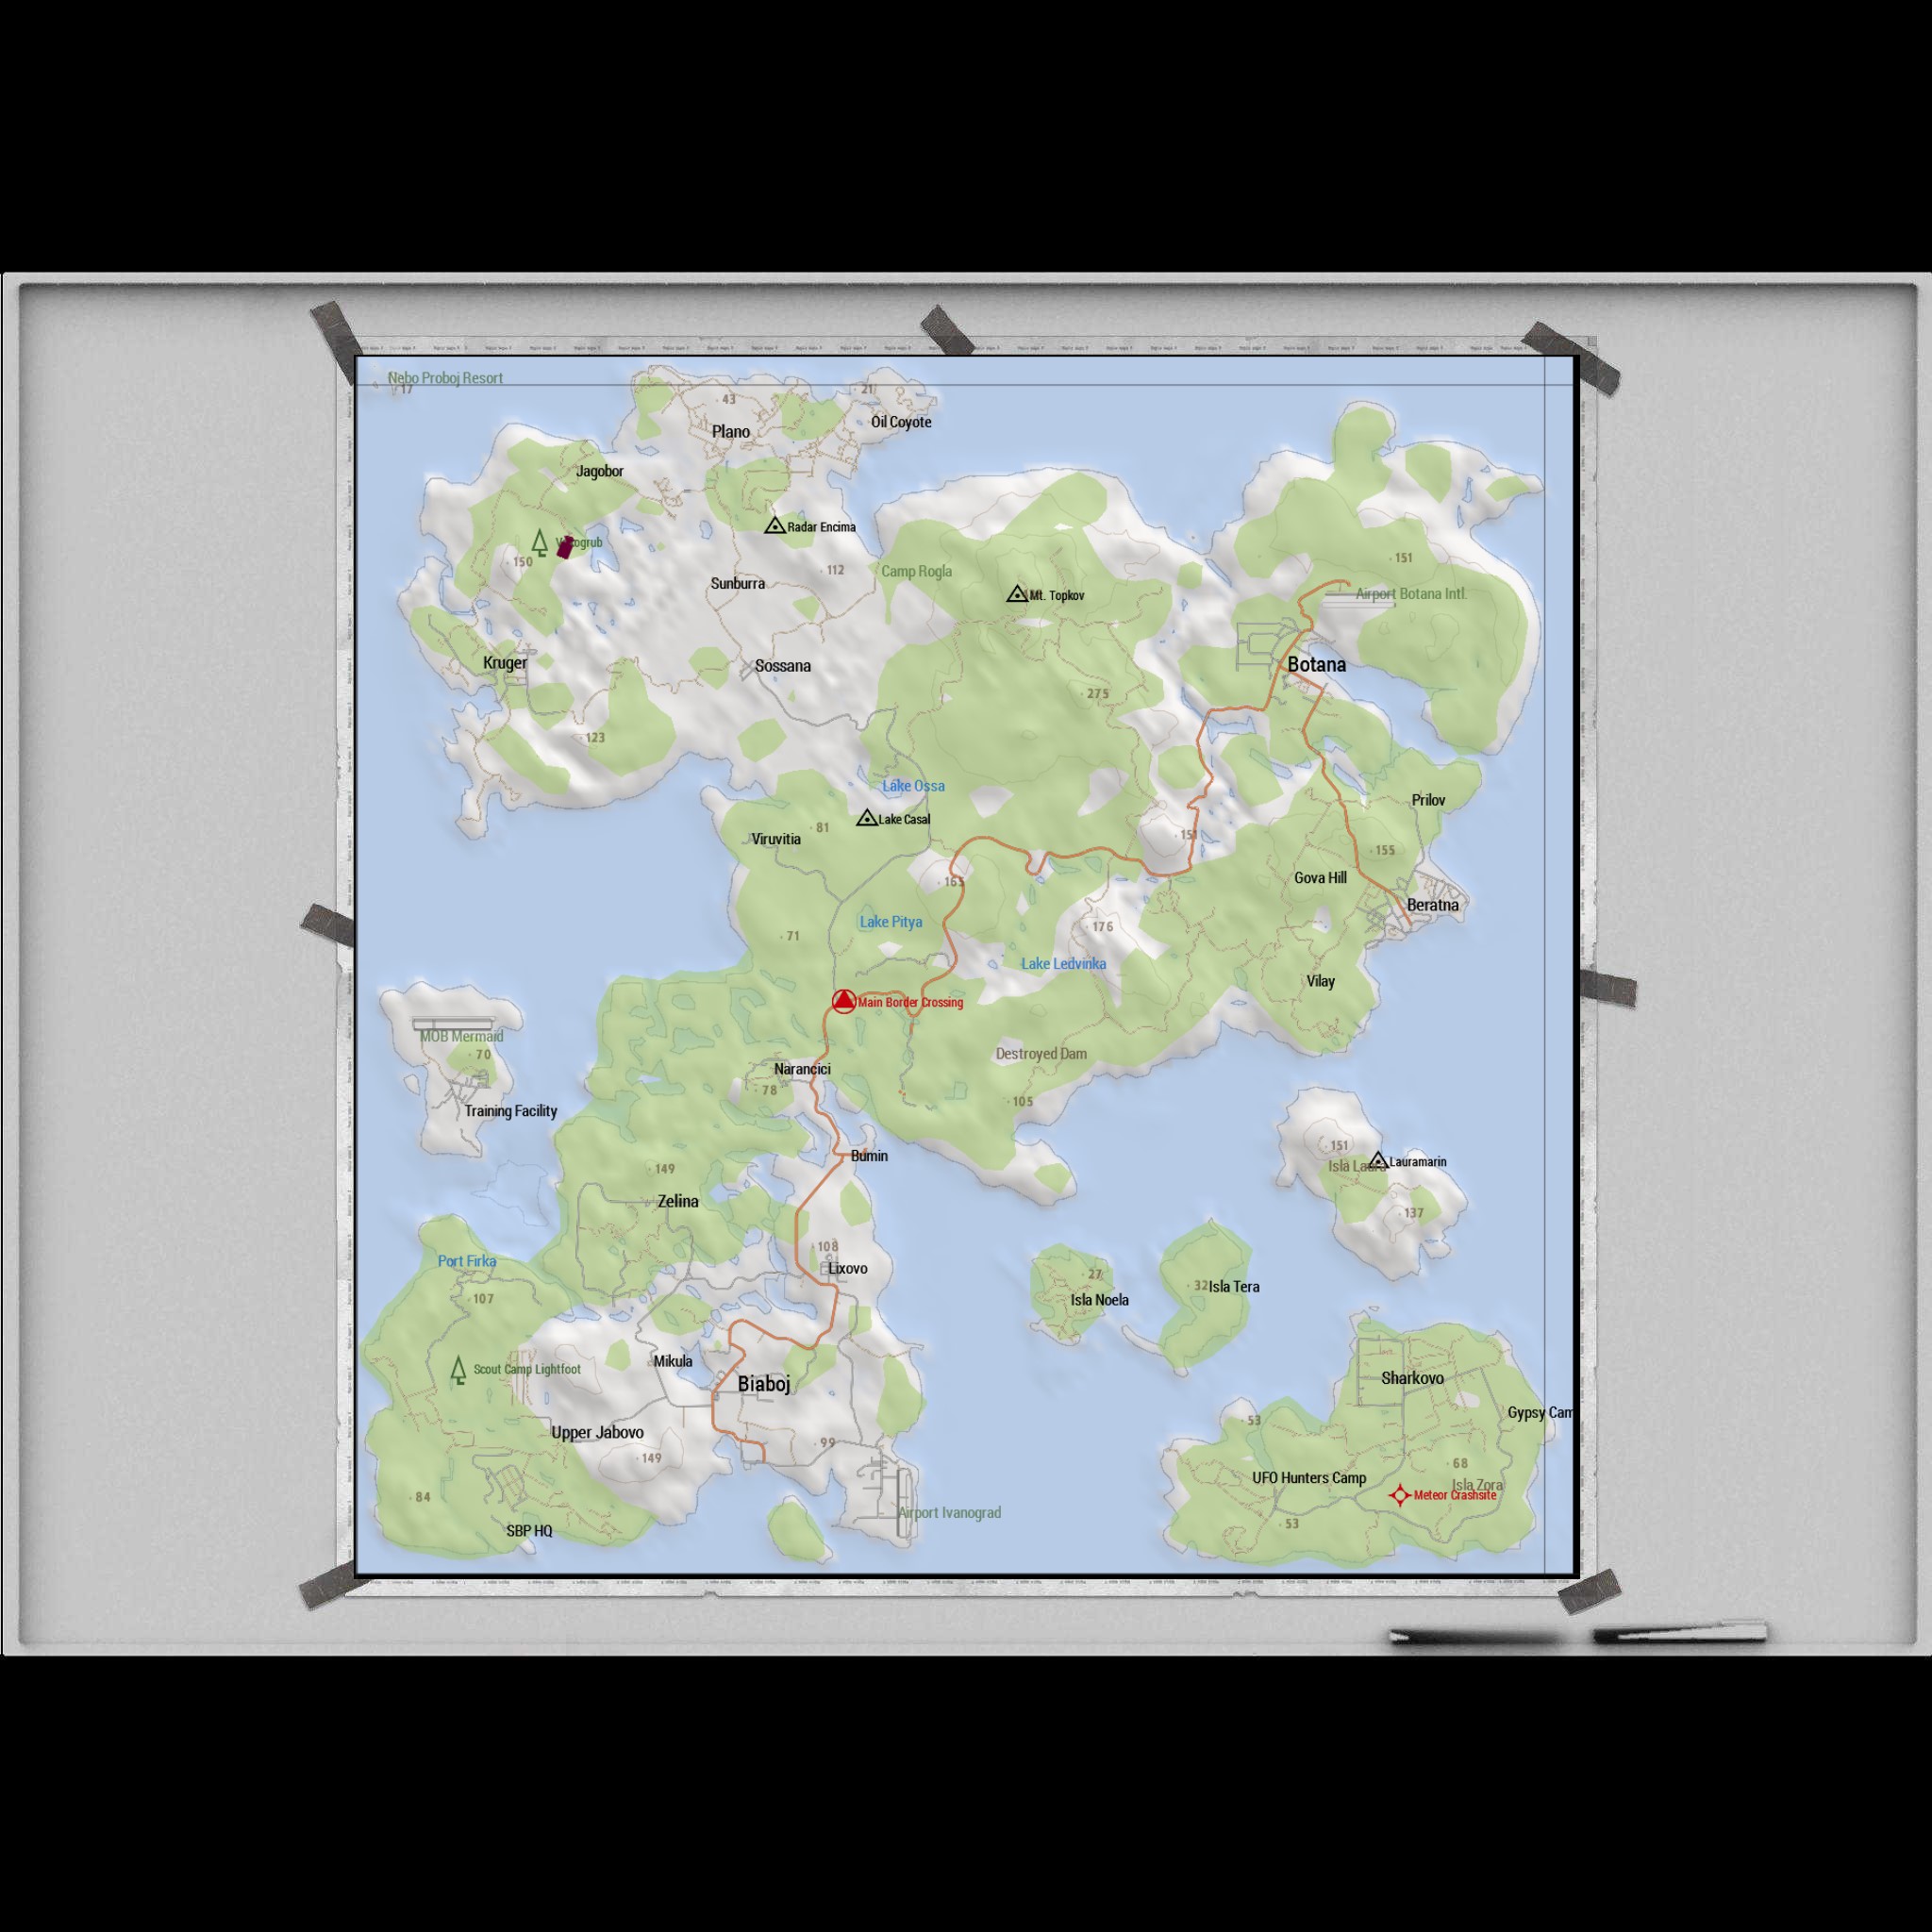 Nebo Proboj Resort
17
43
21
Plano
Oil Coyote
Jagobor
Radar Encima
150
Sunburra
112
Camp Rogla
Mt. Topkov
151
Airport Botana Intl.
Kruger
Sossana
Botana
275
123
Lake Ossa
Prilov
Lake Casal
81
Viruvitia
151
155
165
Gova Hill
Beratna
Lake Pitya
176
71
Lake Ledvinka
Vilay
Main Border Crossing
MOB Mermaid
70
Destroyed Dam
Narancici
78
105
Training Facility
151
Bumin
Isla Laura
Lauramarin
149
Zelina
137
108
Port Firka
Lixovo
27
32
Isla Tera
107
Isla Noela
Mikula
Scout Camp Lightfoot
Biaboj
Sharkovo
Gypsy Cam
53
Upper Jabovo
99
149
68
UFO Hunters Camp
Isla Zora
84
Meteor Crashsite
Airport Ivanograd
53
SBP HQ